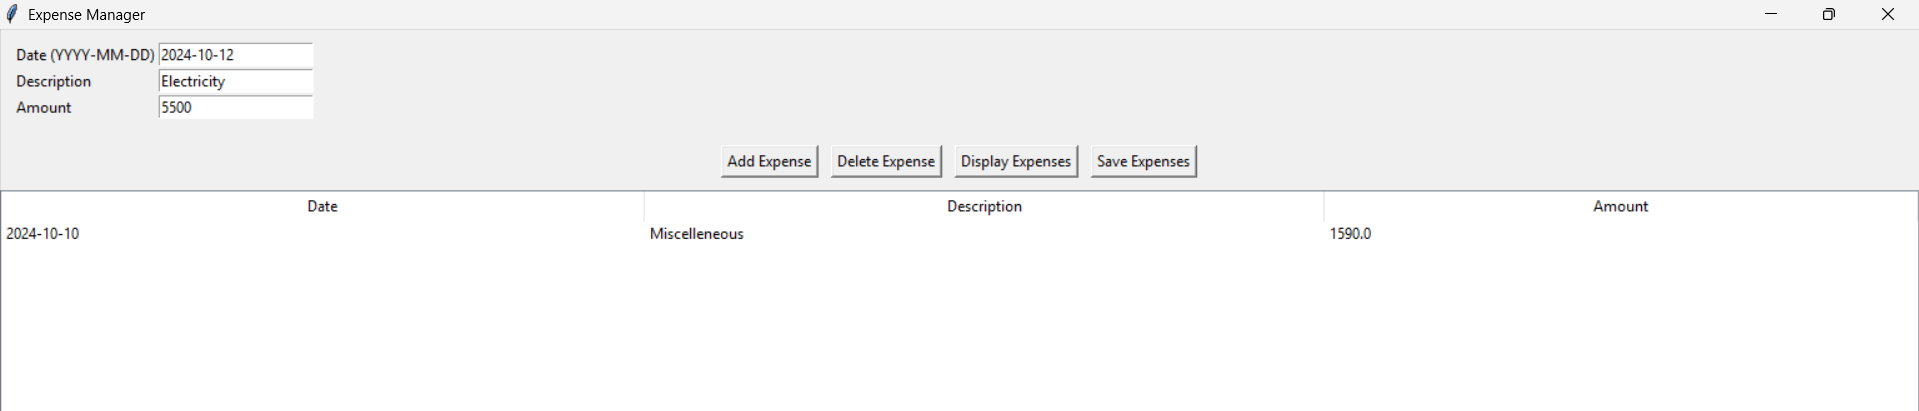 Expense Manager
Date (YYYY-MM-DD) 2024-10-12
Description Electricity
Amount 5500
Add Expense Delete Expense Display Expenses Save Expenses
Date Description Amount
2024-10-10 Miscelleneous 1590.0